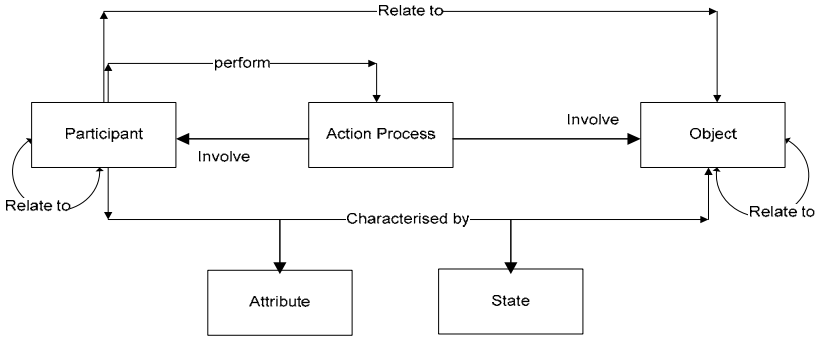 Relate to
perform
Participant
Action Process
Object
Involve
Involve
Relate to
Relate to
Characterised by
Attribute
State